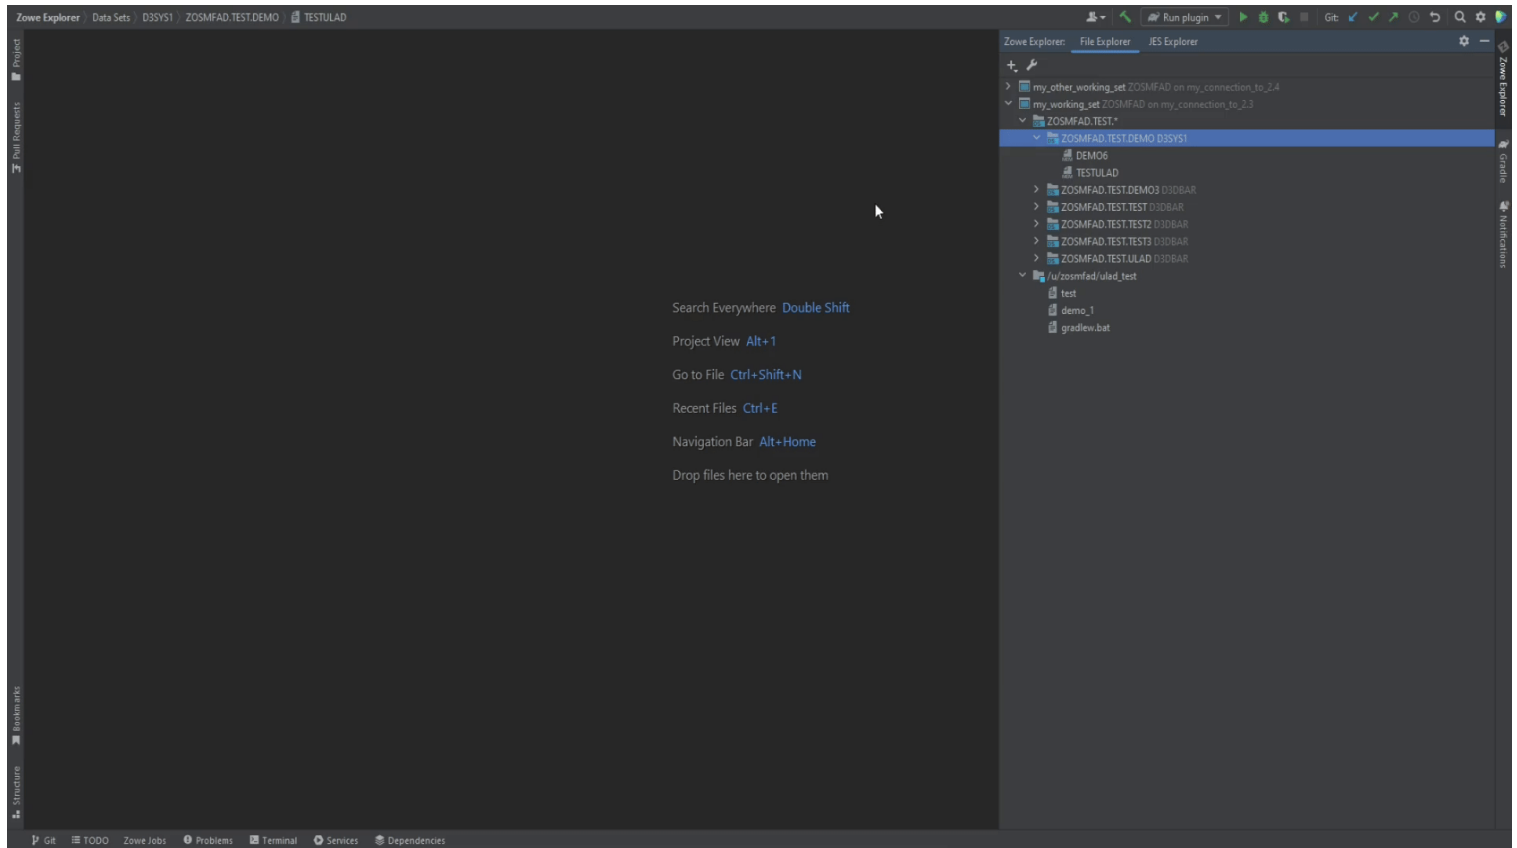 Zowe Explorer Data Sets D3SYS1 ZOSMFAD.TEST.DEMO TESTULAD
Run plugin
Git:
Project
Pull Requests
Bookmarks
Structure
Search Everywhere Double Shift
Project View Alt+1
Go to File Ctrl+Shift+N
Recent Files Ctrl+E
Navigation Bar Alt+Home
Drop files here to open them
Zowe Explorer: File Explorer JES Explorer
my_other_working_set ZOSMFAD on my_connection_to_2.4
my_working_set ZOSMFAD on my_connection_to_2.3
ZOSMFAD.TEST.*
ZOSMFAD.TEST.DEMO D3SYS1
DEMO6
TESTULAD
ZOSMFAD.TEST.DEMO3 D3DBAR
ZOSMFAD.TEST.TEST D3DBAR
ZOSMFAD.TEST.TEST2 D3DBAR
ZOSMFAD.TEST.TEST3 D3DBAR
ZOSMFAD.TEST.ULAD D3DBAR
/u/zosmfad/ulad_test
test
demo_1
gradlew.bat
Zowe Explorer
Gradle
Notifications
Git TODO Zowe Jobs Problems Terminal Services Dependencies